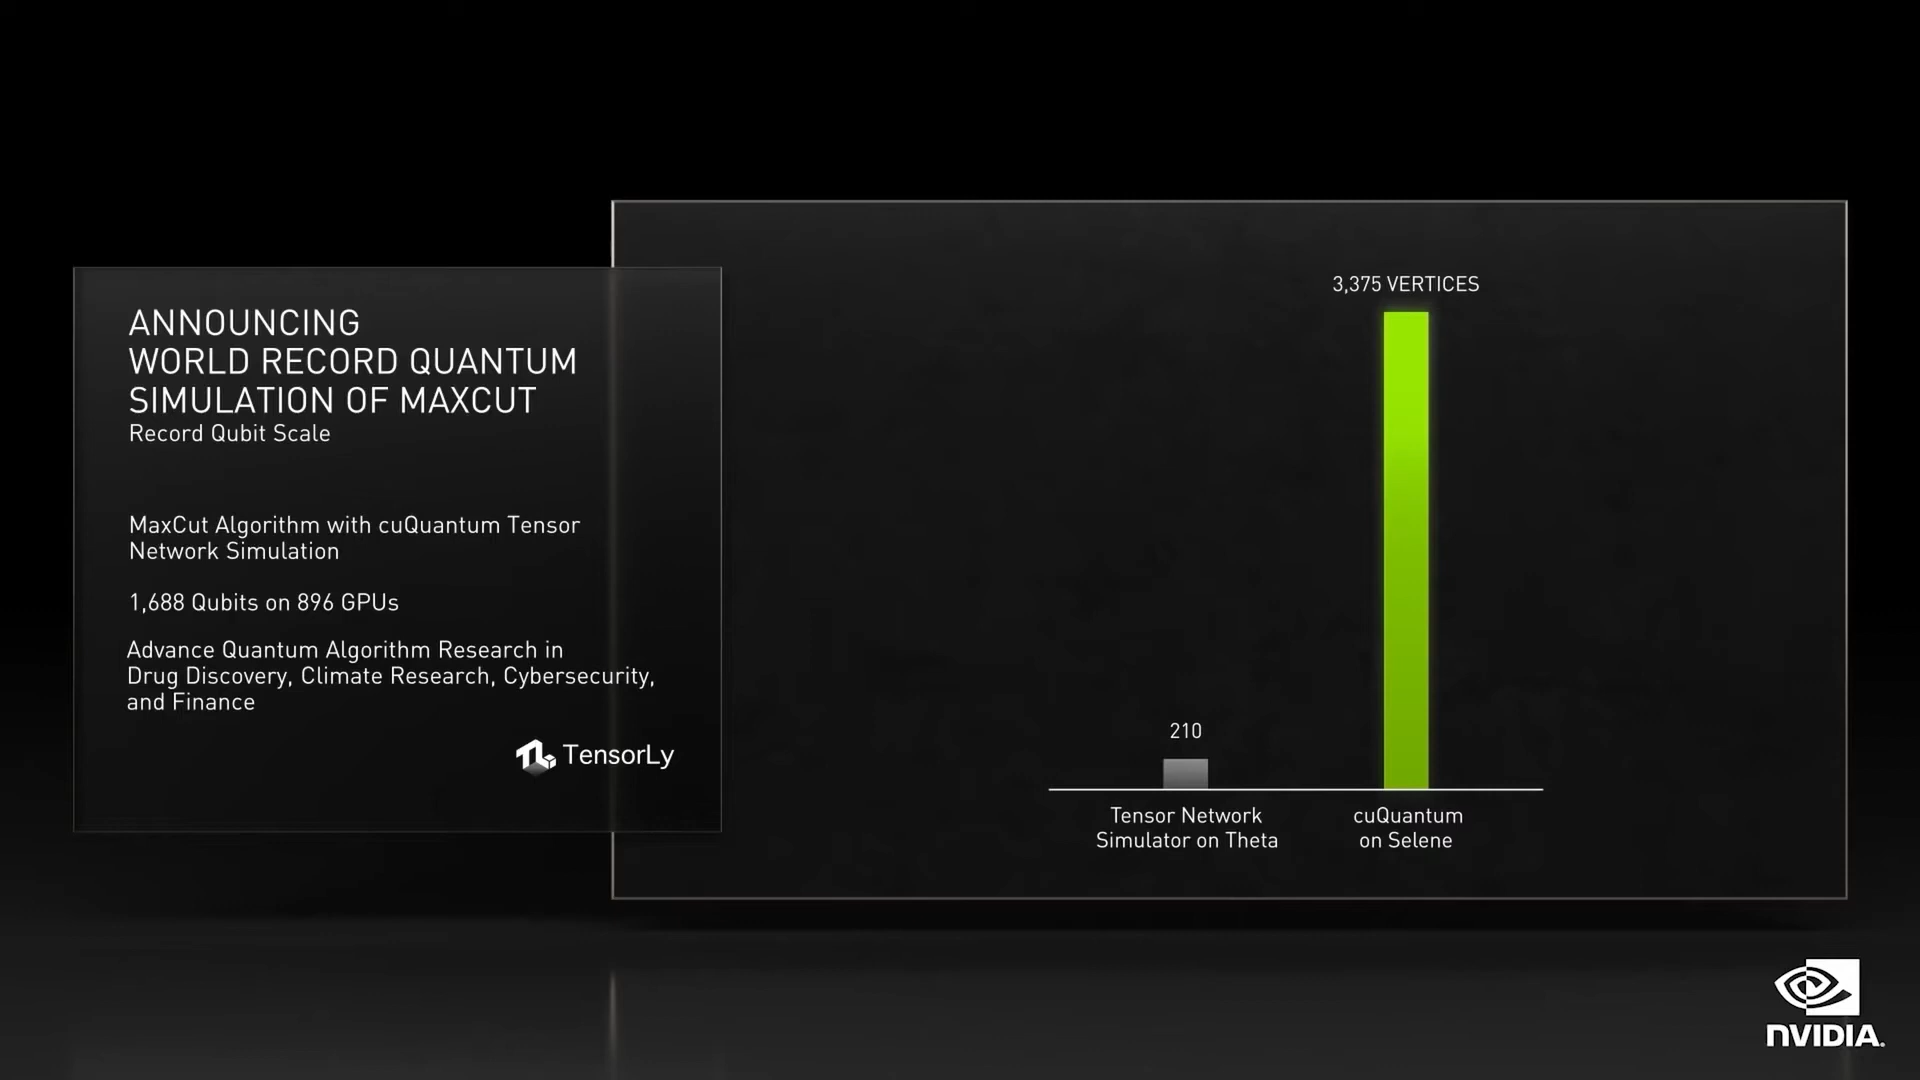 ANNOUNCING
WORLD RECORD QUANTUM
SIMULATION OF MAXCUT
Record Qubit Scale
MaxCut Algorithm with cuQuantum Tensor
Network Simulation
1,688 Qubits on 896 GPUs
Advance Quantum Algorithm Research in
Drug Discovery, Climate Research, Cybersecurity,
and Finance
TensorLy
3,375 VERTICES
210
Tensor Network
Simulator on Theta
cuQuantum
on Selene
NVIDIA.